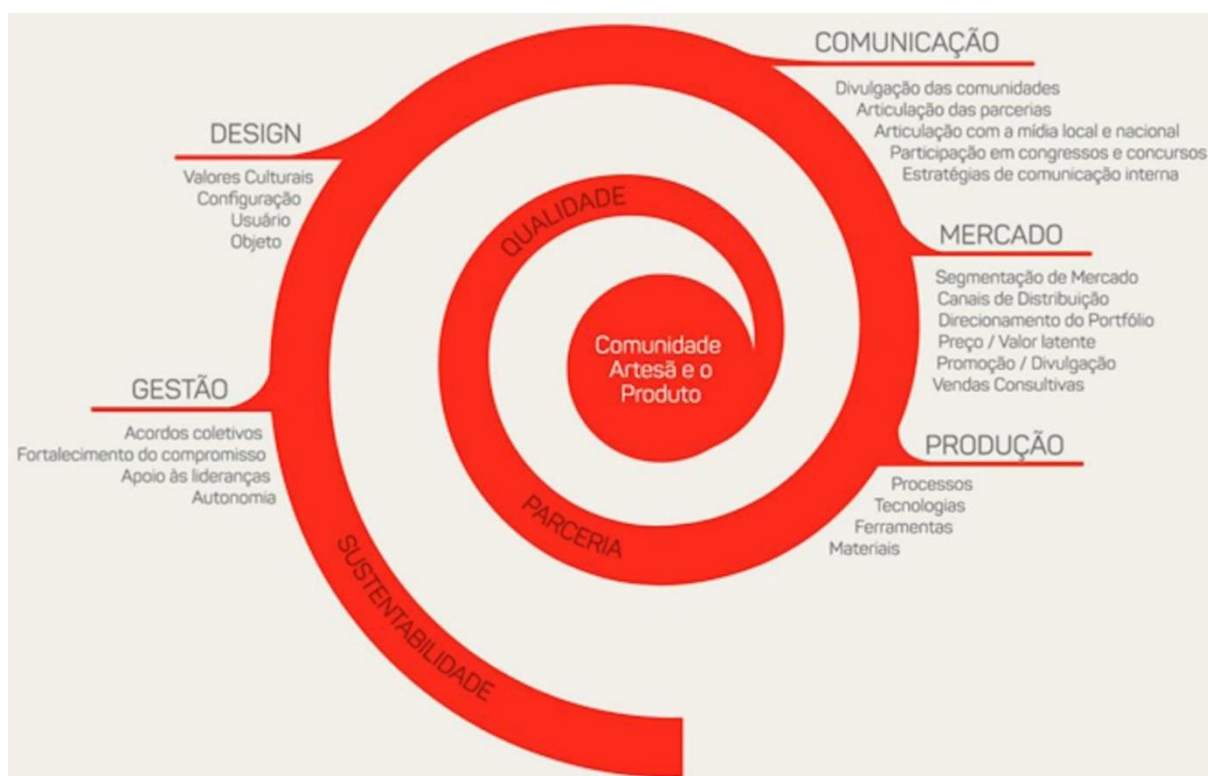 COMUNICAÇÃO
Divulgação das comunidades
Articulação das parcerias
Articulação com a mídia local e nacional
Participação em congressos e concursos
Estratégias de comunicação interna
DESIGN
Valores Culturais
Configuração
Usuário
Objeto
QUALIDADE
MERCADO
Segmentação de Mercado
Canais de Distribuição
Direcionamento do Portfólio
Preço / Valor latente
Promoção / Divulgação
Vendas Consultivas
Comunidade
Artesã e o
Produto
GESTÃO
Acordos coletivos
Fortalecimento do compromisso
Apoio às lideranças
Autonomia
PRODUÇÃO
Processos
Tecnologias
Ferramentas
Materiais
PARCERIA
SUSTENTABILIDADE